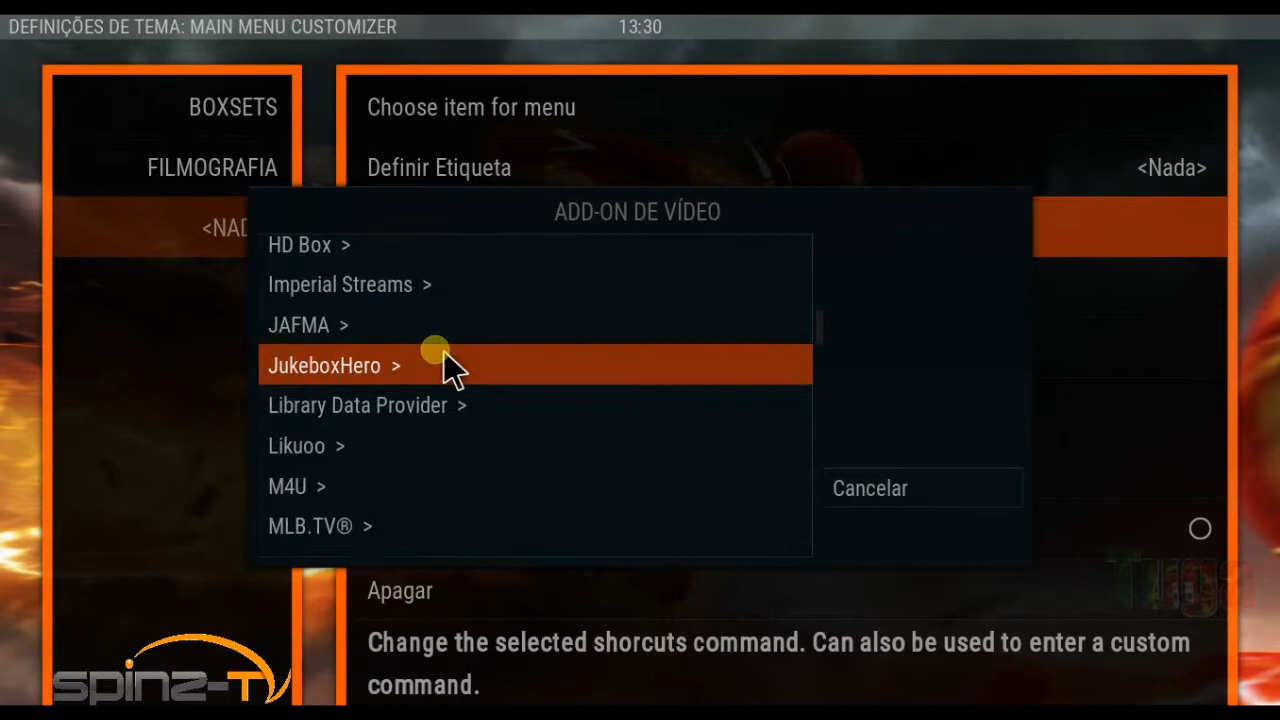 DEFINIÇÕES DE TEMA: MAIN MENU CUSTOMIZER
13:30
BOXSETS
FILMOGRAFIA
<NAD
Choose item for menu
Definir Etiqueta
<Nada>
ADD-ON DE VÍDEO
HD Box >
Imperial Streams >
JAFMA >
JukeboxHero >
Library Data Provider >
Likuoo >
M4U >
MLB.TV® >
Cancelar
Apagar
Change the selected shorcuts command. Can also be used to enter a custom
command.
spinz-TV